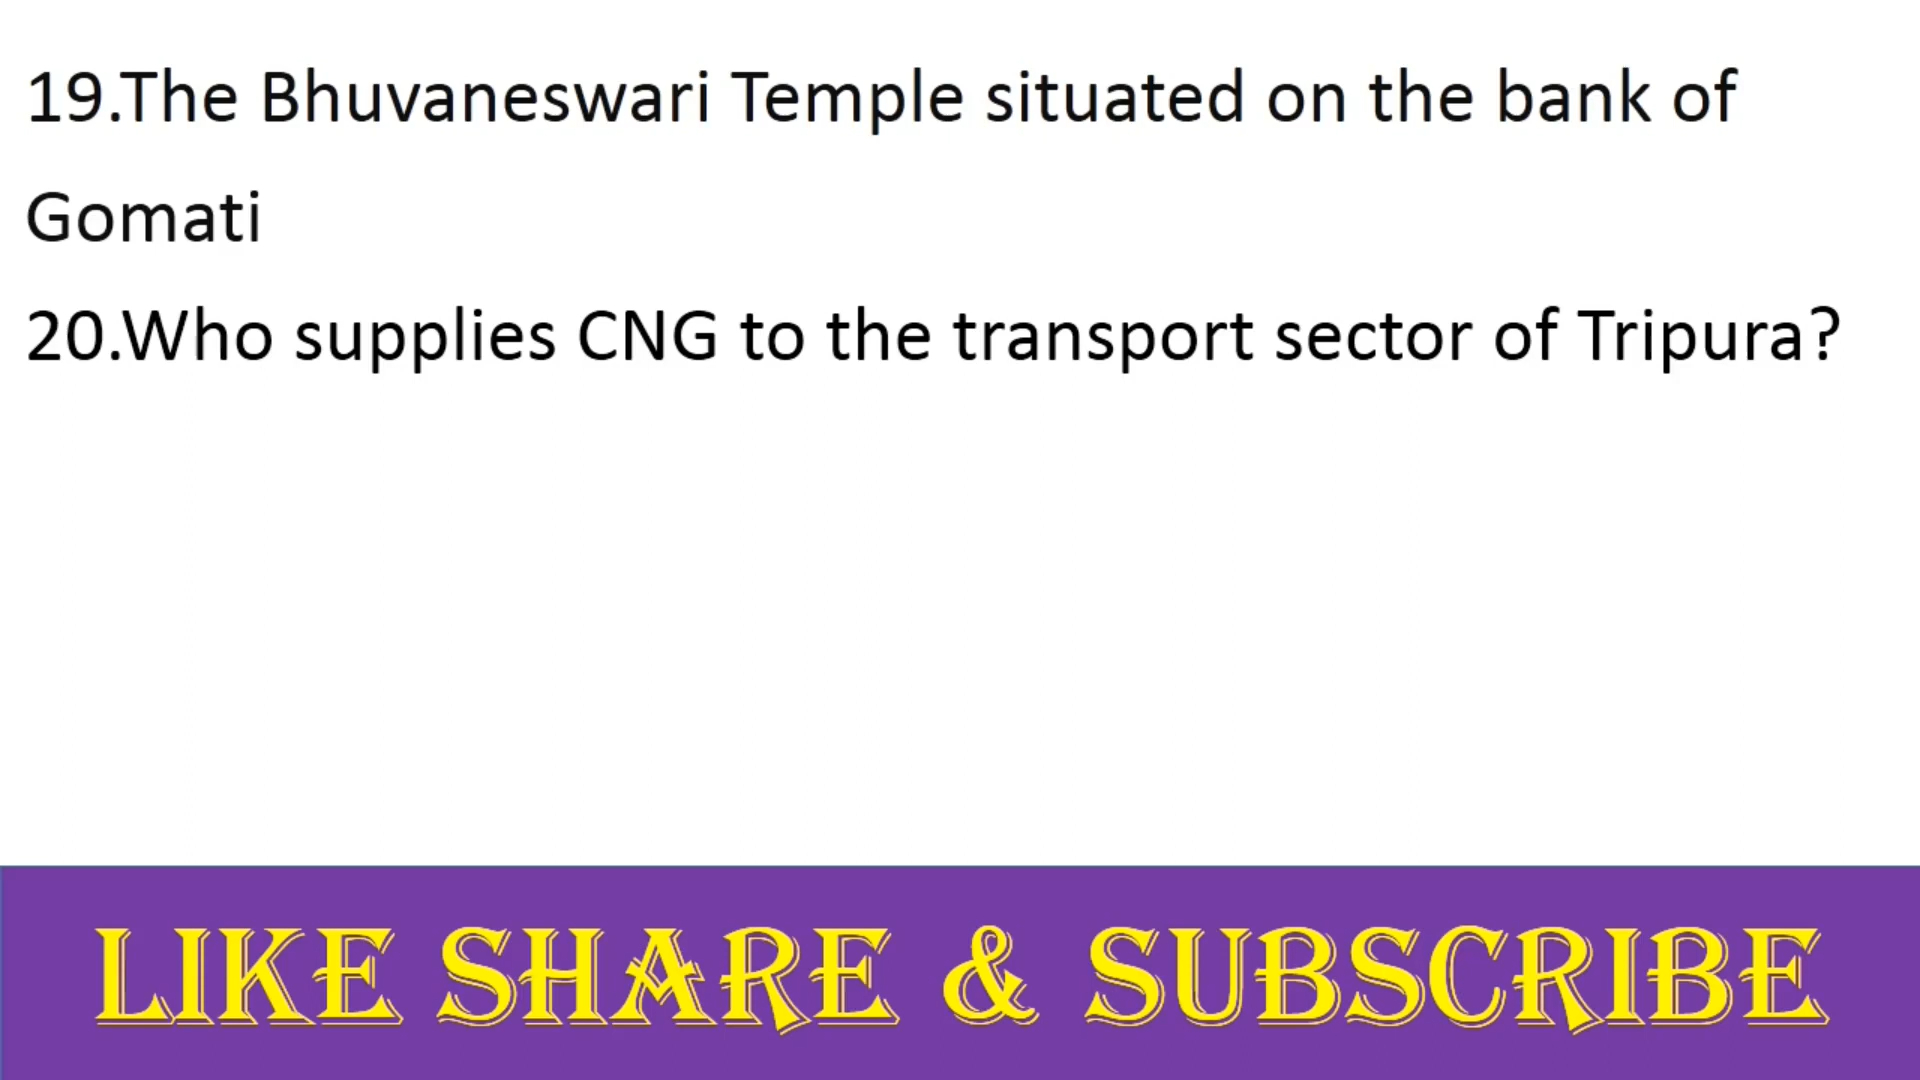 19.The Bhuvaneswari Temple situated on the bank of
Gomati
20.Who supplies CNG to the transport sector of Tripura?
LIKE SHARE & SUBSCRIBE